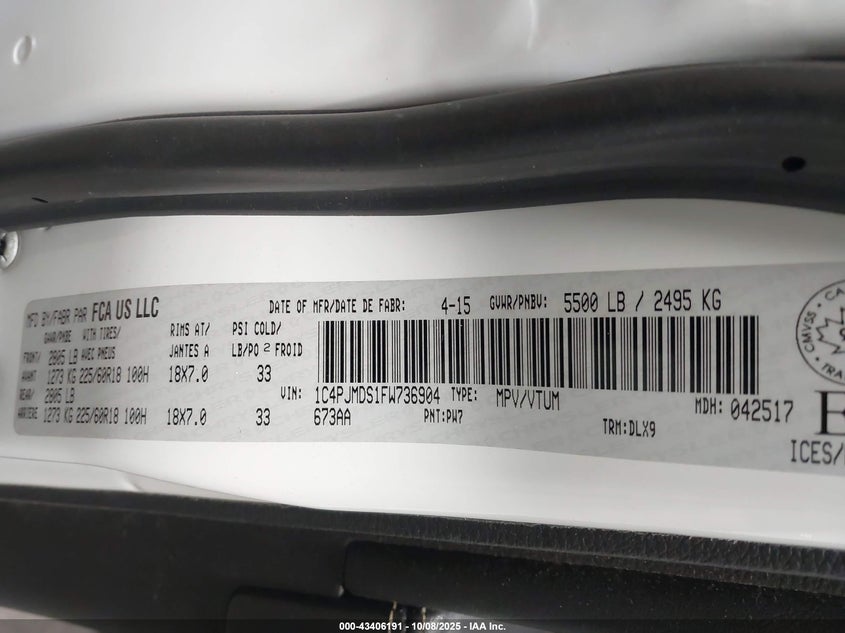 MFD BY/FABR PAR FCA US LLC DATE OF MFR/DATE DE FABR: 4-15 GVWR/PNBV: 5500 LB / 2495 KG
GAWR/PNBE WITH TIRES/ RIMS AT/ PSI COLD/
FRONT/ 2805 LB AVEC PNEUS JANTES A LB/PO 2 FROID
AVANT 1273 KG 225/60R18 100H 18X7.0 33
REAR/ 2805 LB VIN: 1C4PJMDS1FW736904 TYPE: MPV/VTUM MDH: 042517
ARRIERE 1273 KG 225/60R18 100H 18X7.0 33 673AA PNT:PW7 TRM:DLX9
CMVSS
ICES/
000-43406191 - 10/08/2025 - IAA Inc.